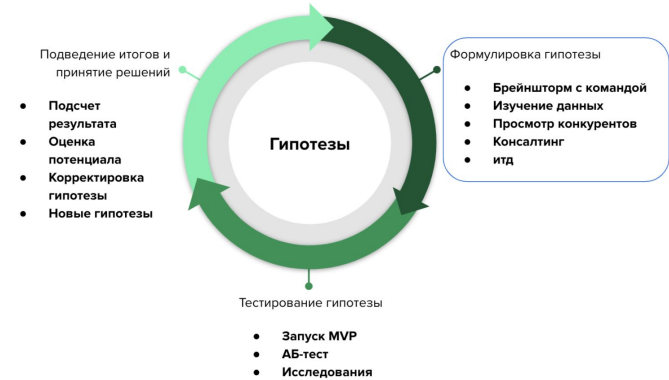 Подведение итогов и
принятие решений
● Подсчет
результата
● Оценка
потенциала
● Корректировка
гипотезы
● Новые гипотезы
Гипотезы
Формулировка гипотезы
● Брейншторм с командой
● Изучение данных
● Просмотр конкурентов
● Консалтинг
● итд
Тестирование гипотезы
● Запуск MVP
● АБ-тест
● Исследования